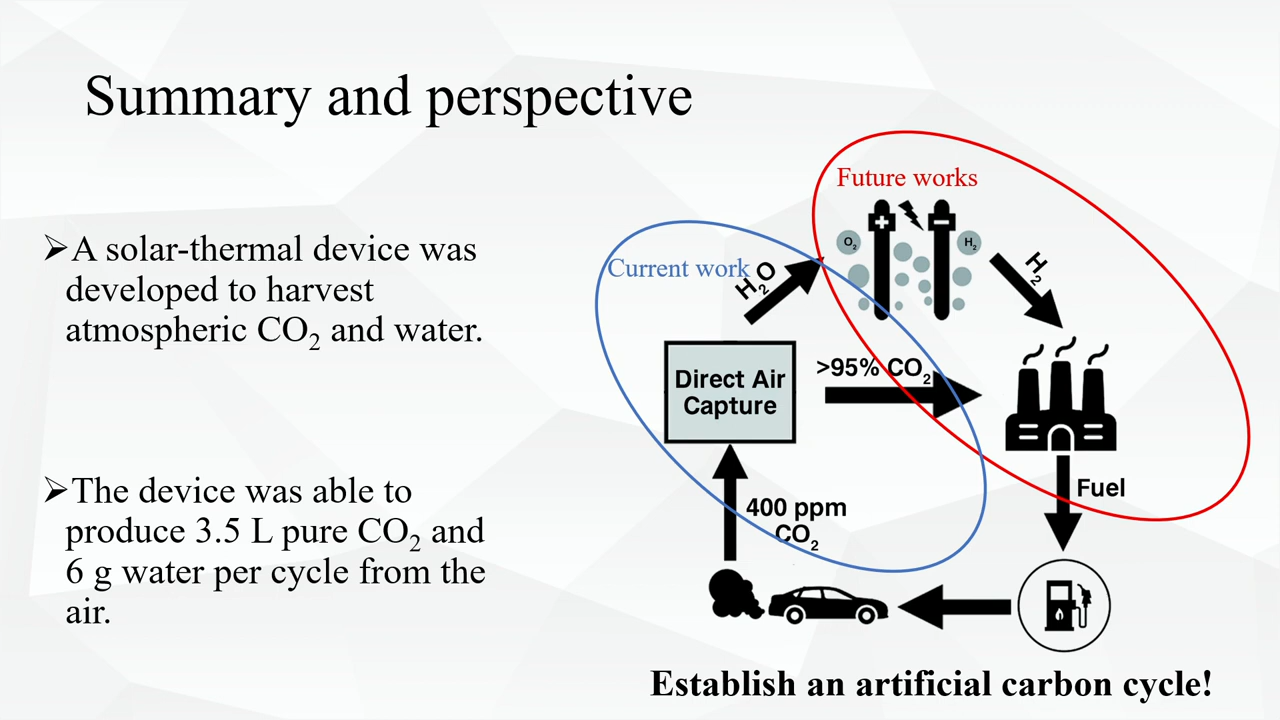 Summary and perspective
➢A solar-thermal device was
developed to harvest
atmospheric CO₂ and water.
➢The device was able to
produce 3.5 L pure CO₂ and
6 g water per cycle from the
air.
Future works
+
−
O₂
H₂
Current work
H₂O
H₂
Direct Air
Capture
>95% CO₂
Fuel
400 ppm
CO₂
Establish an artificial carbon cycle!